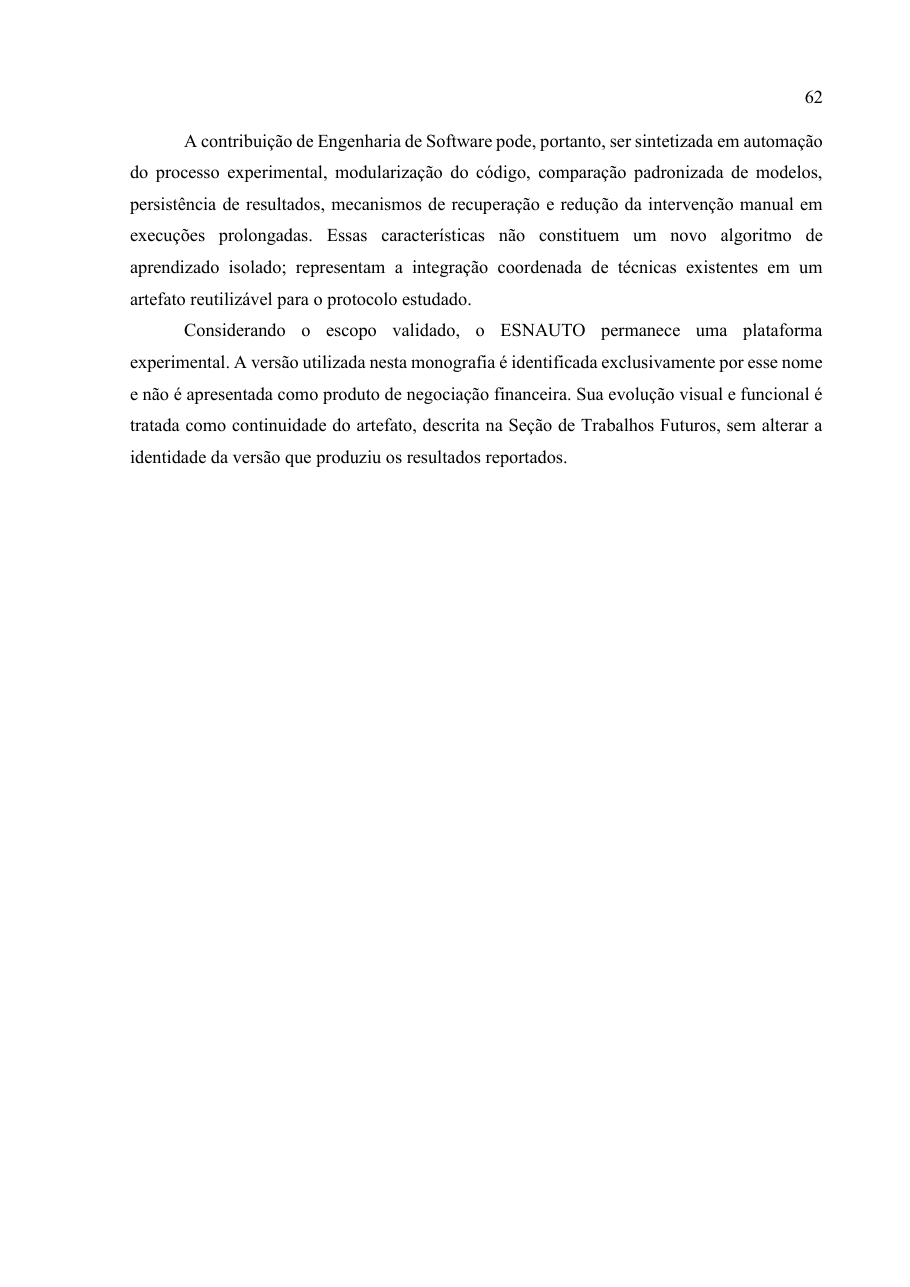 62
A contribuição de Engenharia de Software pode, portanto, ser sintetizada em automação
do processo experimental, modularização do código, comparação padronizada de modelos,
persistência de resultados, mecanismos de recuperação e redução da intervenção manual em
execuções prolongadas. Essas características não constituem um novo algoritmo de
aprendizado isolado; representam a integração coordenada de técnicas existentes em um
artefato reutilizável para o protocolo estudado.
Considerando o escopo validado, o ESNAUTO permanece uma plataforma
experimental. A versão utilizada nesta monografia é identificada exclusivamente por esse nome
e não é apresentada como produto de negociação financeira. Sua evolução visual e funcional é
tratada como continuidade do artefato, descrita na Seção de Trabalhos Futuros, sem alterar a
identidade da versão que produziu os resultados reportados.